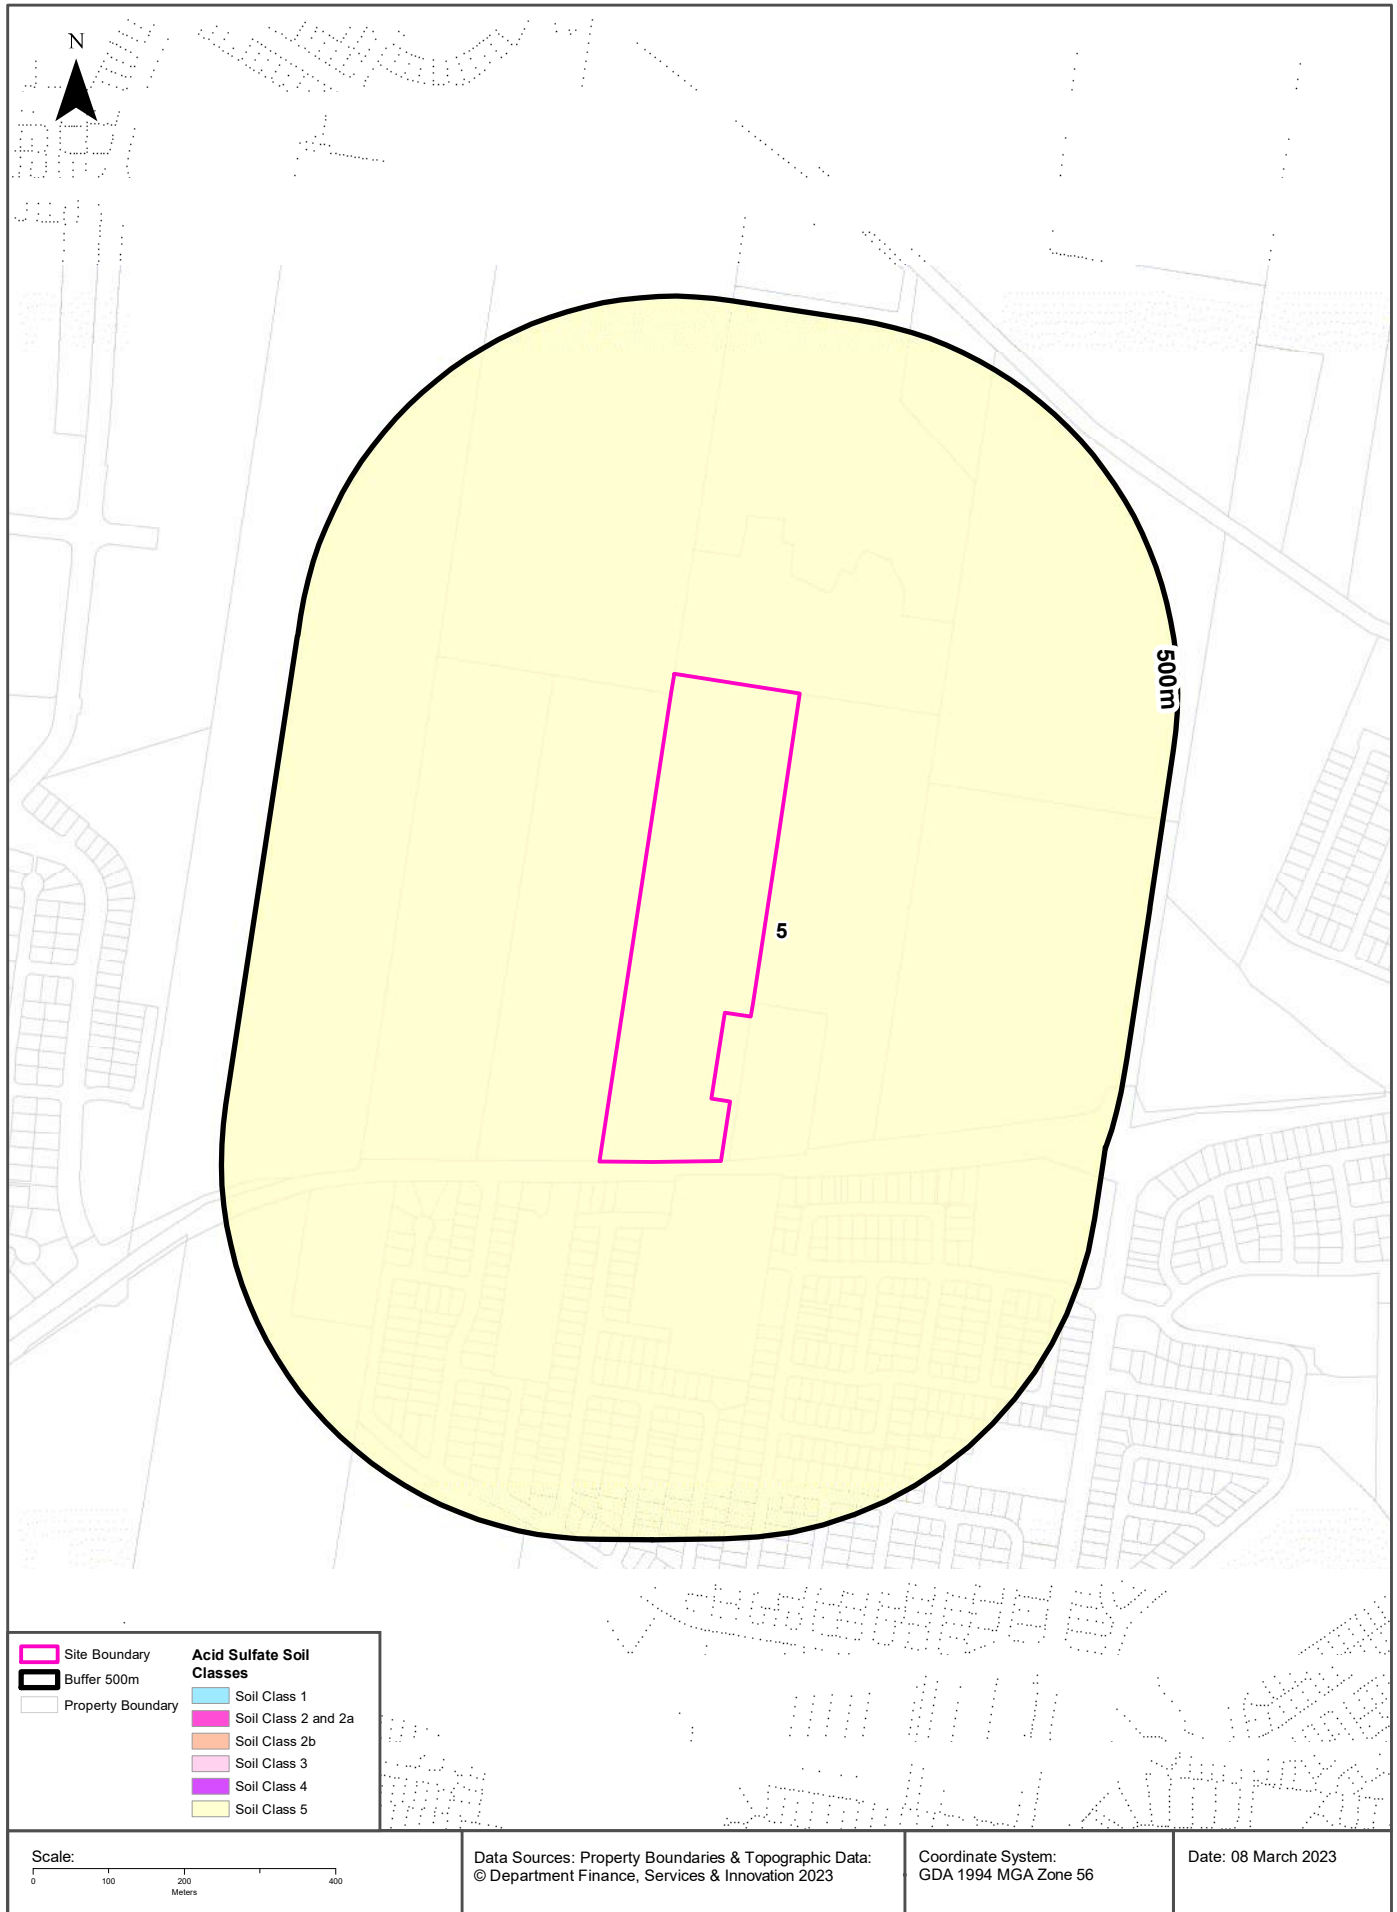 N
500m
5
Site Boundary
Buffer 500m
Property Boundary
Acid Sulfate Soil
Classes
Soil Class 1
Soil Class 2 and 2a
Soil Class 2b
Soil Class 3
Soil Class 4
Soil Class 5
Scale:
0 100 200 400
Meters
Data Sources: Property Boundaries & Topographic Data:
© Department Finance, Services & Innovation 2023
Coordinate System:
GDA 1994 MGA Zone 56
Date: 08 March 2023